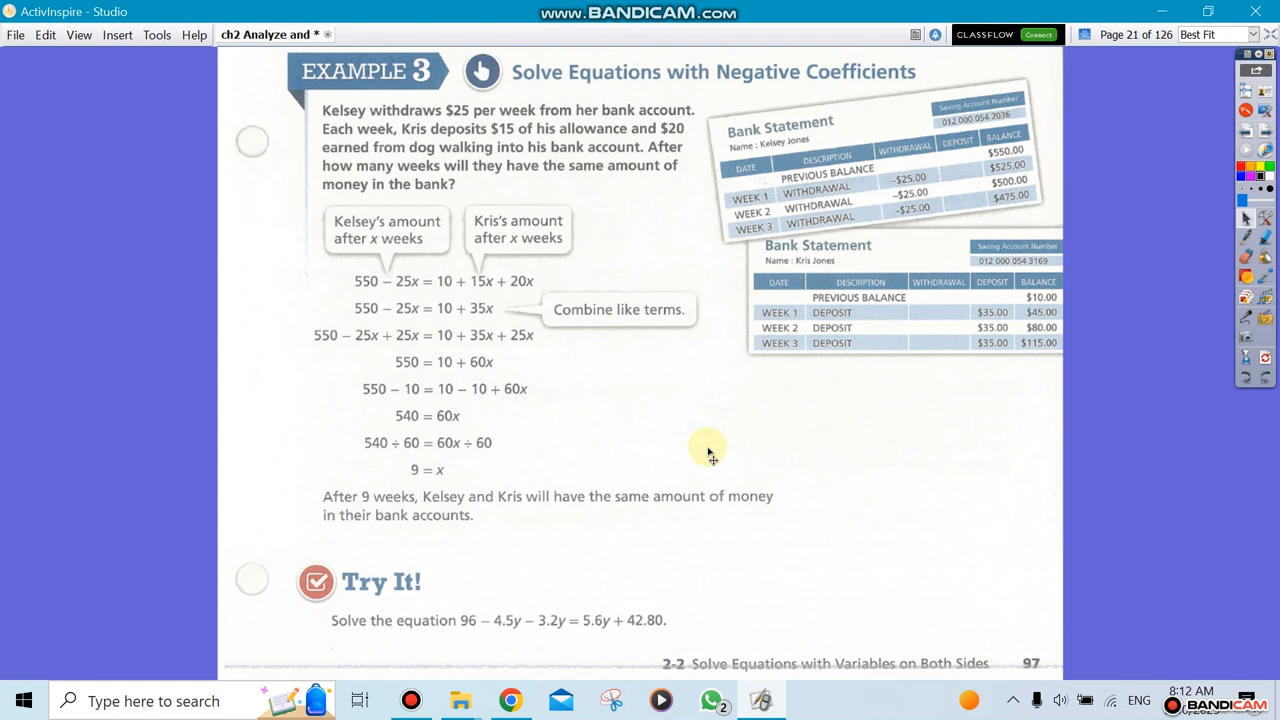 ActivInspire - Studio
www.BANDICAM.com
File Edit View Insert Tools Help
ch2 Analyze and *
CLASSFLOW Connect
Page 21 of 126
Best Fit
EXAMPLE 3
Solve Equations with Negative Coefficients
Kelsey withdraws $25 per week from her bank account.
Each week, Kris deposits $15 of his allowance and $20
earned from dog walking into his bank account. After
how many weeks will they have the same amount of
money in the bank?
Bank Statement
Name : Kelsey Jones
Saving Account Number
012 000 054 2036
DATE DESCRIPTION WITHDRAWAL DEPOSIT BALANCE
PREVIOUS BALANCE $550.00
WEEK 1 WITHDRAWAL –$25.00 $525.00
WEEK 2 WITHDRAWAL –$25.00 $500.00
WEEK 3 WITHDRAWAL –$25.00 $475.00
Bank Statement
Name : Kris Jones
Saving Account Number
012 000 054 3169
DATE DESCRIPTION WITHDRAWAL DEPOSIT BALANCE
PREVIOUS BALANCE $10.00
WEEK 1 DEPOSIT $35.00 $45.00
WEEK 2 DEPOSIT $35.00 $80.00
WEEK 3 DEPOSIT $35.00 $115.00
Kelsey's amount
after x weeks
Kris's amount
after x weeks
550 – 25x = 10 + 15x + 20x
550 – 25x = 10 + 35x
Combine like terms.
550 – 25x + 25x = 10 + 35x + 25x
550 = 10 + 60x
550 – 10 = 10 – 10 + 60x
540 = 60x
540 ÷ 60 = 60x ÷ 60
9 = x
After 9 weeks, Kelsey and Kris will have the same amount of money
in their bank accounts.
Try It!
Solve the equation 96 – 4.5y – 3.2y = 5.6y + 42.80.
2-2 Solve Equations with Variables on Both Sides 97
Type here to search
2
ENG
8:12 AM
BANDICAM